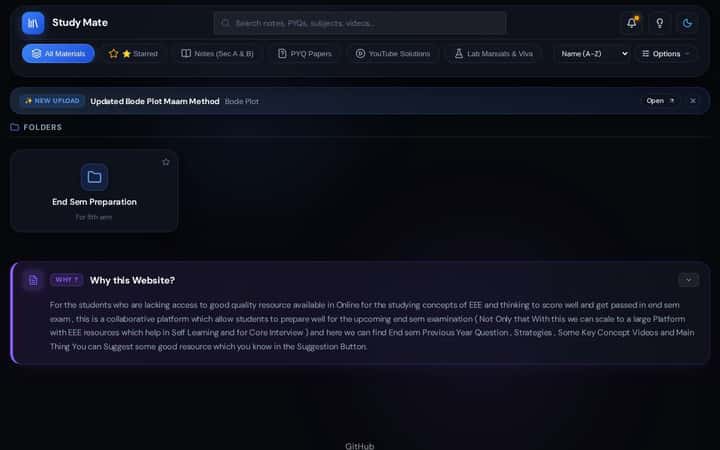 Study Mate
Search notes, PYQs, subjects, videos...
All Materials
⭐ Starred
Notes (Sec A & B)
PYQ Papers
YouTube Solutions
Lab Manuals & Viva
Name (A-Z)
Options
✨ NEW UPLOAD Updated Bode Plot Maam Method Bode Plot
Open
FOLDERS
End Sem Preparation
For 5th sem
WHY ? Why this Website?
For the students who are lacking access to good quality resource available in Online for the studying concepts of EEE and thinking to score well and get passed in end sem
exam , this is a collaborative platform which allow students to prepare well for the upcoming end sem examination ( Not Only that With this we can scale to a large Platform
with EEE resources which help in Self Learning and for Core Interview ) and here we can find End sem Previous Year Question , Strategies , Some Key Concept Videos and Main
Thing You can Suggest some good resource which you know in the Suggestion Button.
GitHub